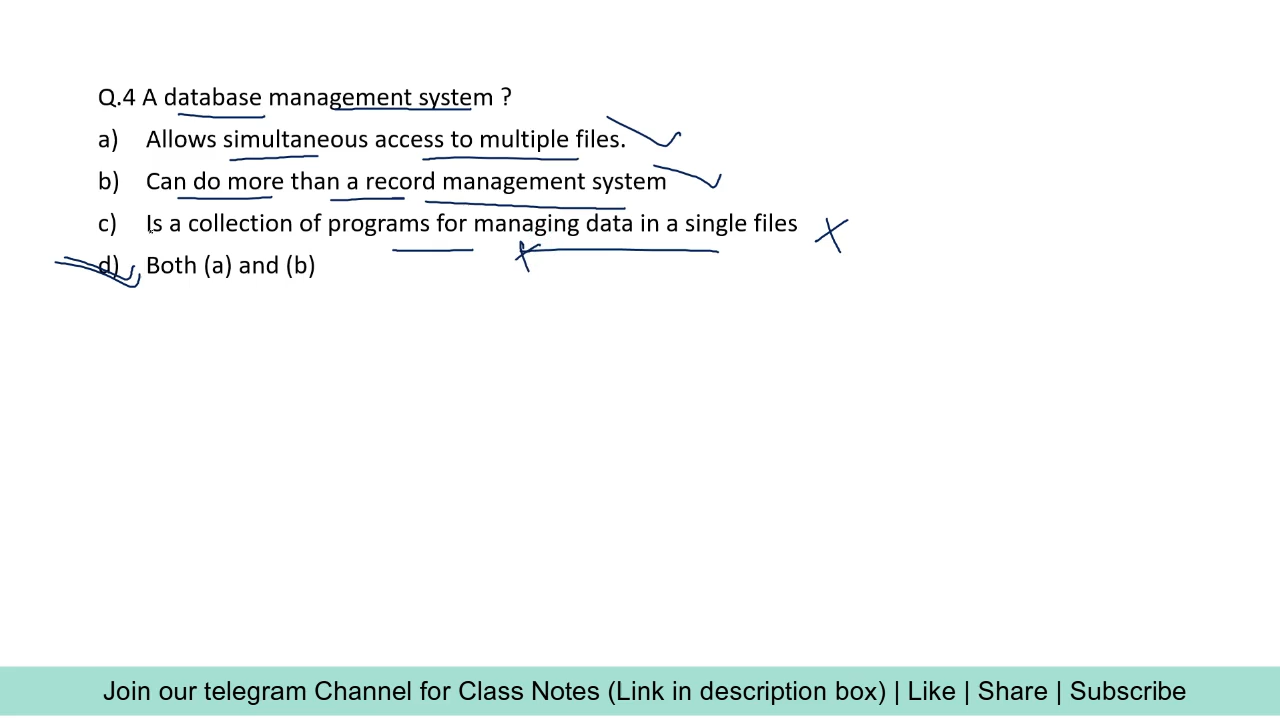 Q.4 A database management system ?
a) Allows simultaneous access to multiple files.
b) Can do more than a record management system
c) Is a collection of programs for managing data in a single files
d) Both (a) and (b)
Join our telegram Channel for Class Notes (Link in description box) | Like | Share | Subscribe